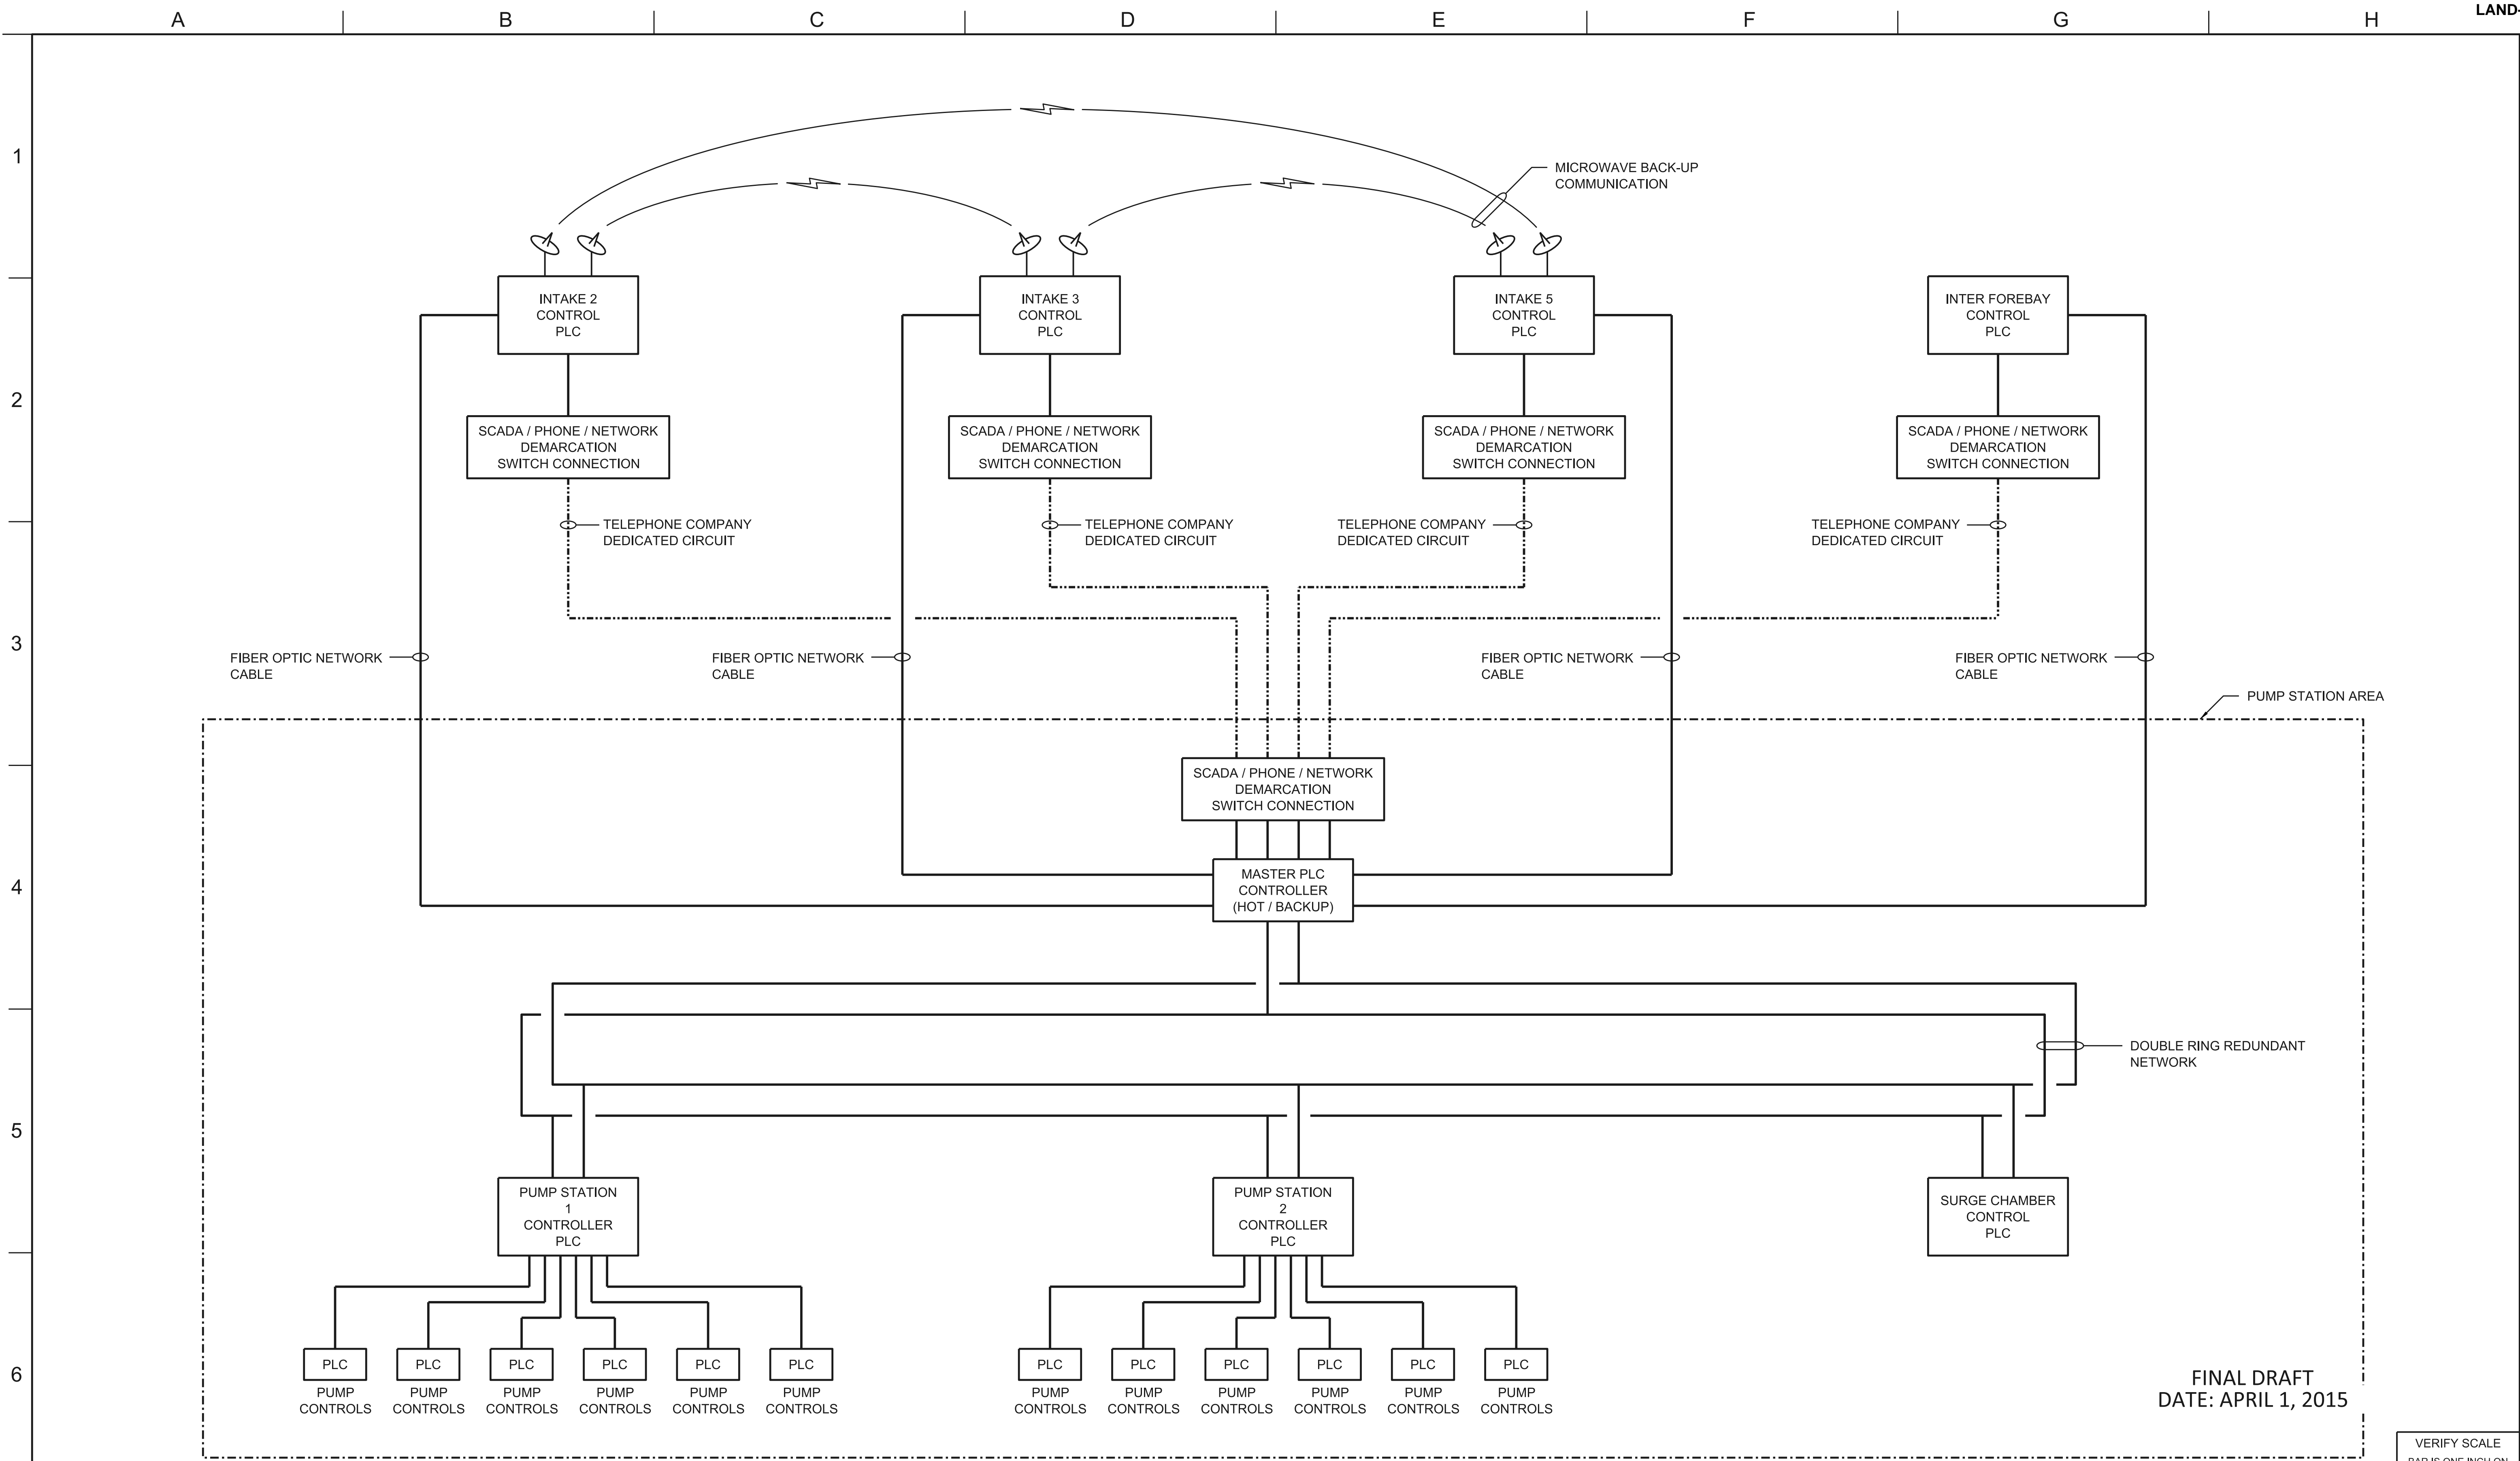 A B C D E F G H
LAND-
1
MICROWAVE BACK-UP
COMMUNICATION
INTAKE 2
CONTROL
PLC
INTAKE 3
CONTROL
PLC
INTAKE 5
CONTROL
PLC
INTER FOREBAY
CONTROL
PLC
2
SCADA / PHONE / NETWORK
DEMARCATION
SWITCH CONNECTION
SCADA / PHONE / NETWORK
DEMARCATION
SWITCH CONNECTION
SCADA / PHONE / NETWORK
DEMARCATION
SWITCH CONNECTION
SCADA / PHONE / NETWORK
DEMARCATION
SWITCH CONNECTION
TELEPHONE COMPANY
DEDICATED CIRCUIT
TELEPHONE COMPANY
DEDICATED CIRCUIT
TELEPHONE COMPANY
DEDICATED CIRCUIT
TELEPHONE COMPANY
DEDICATED CIRCUIT
3
FIBER OPTIC NETWORK
CABLE
FIBER OPTIC NETWORK
CABLE
FIBER OPTIC NETWORK
CABLE
FIBER OPTIC NETWORK
CABLE
PUMP STATION AREA
SCADA / PHONE / NETWORK
DEMARCATION
SWITCH CONNECTION
4
MASTER PLC
CONTROLLER
(HOT / BACKUP)
DOUBLE RING REDUNDANT
NETWORK
5
PUMP STATION
1
CONTROLLER
PLC
PUMP STATION
2
CONTROLLER
PLC
SURGE CHAMBER
CONTROL
PLC
6
PLC
PUMP
CONTROLS
PLC
PUMP
CONTROLS
PLC
PUMP
CONTROLS
PLC
PUMP
CONTROLS
PLC
PUMP
CONTROLS
PLC
PUMP
CONTROLS
PLC
PUMP
CONTROLS
PLC
PUMP
CONTROLS
PLC
PUMP
CONTROLS
PLC
PUMP
CONTROLS
PLC
PUMP
CONTROLS
PLC
PUMP
CONTROLS
FINAL DRAFT
DATE: APRIL 1, 2015
VERIFY SCALE
BAR IS ONE INCH ON